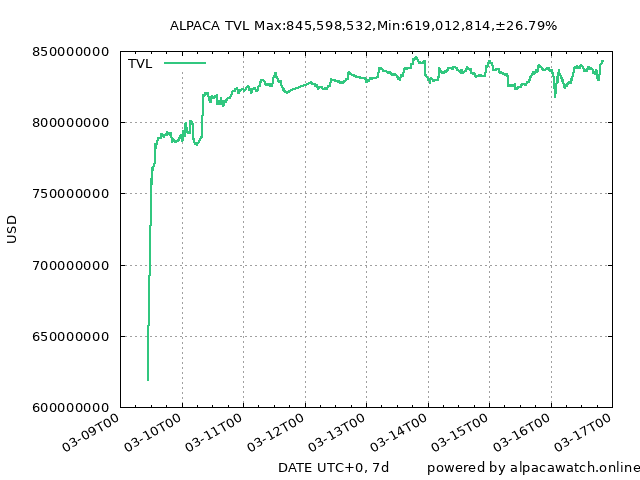 ALPACA TVL Max:845,598,532,Min:619,012,814,±26.79%
TVL
850000000
800000000
750000000
700000000
650000000
600000000
USD
03-09T00
03-10T00
03-11T00
03-12T00
03-13T00
03-14T00
03-15T00
03-16T00
03-17T00
DATE UTC+0, 7d
powered by alpacawatch.online